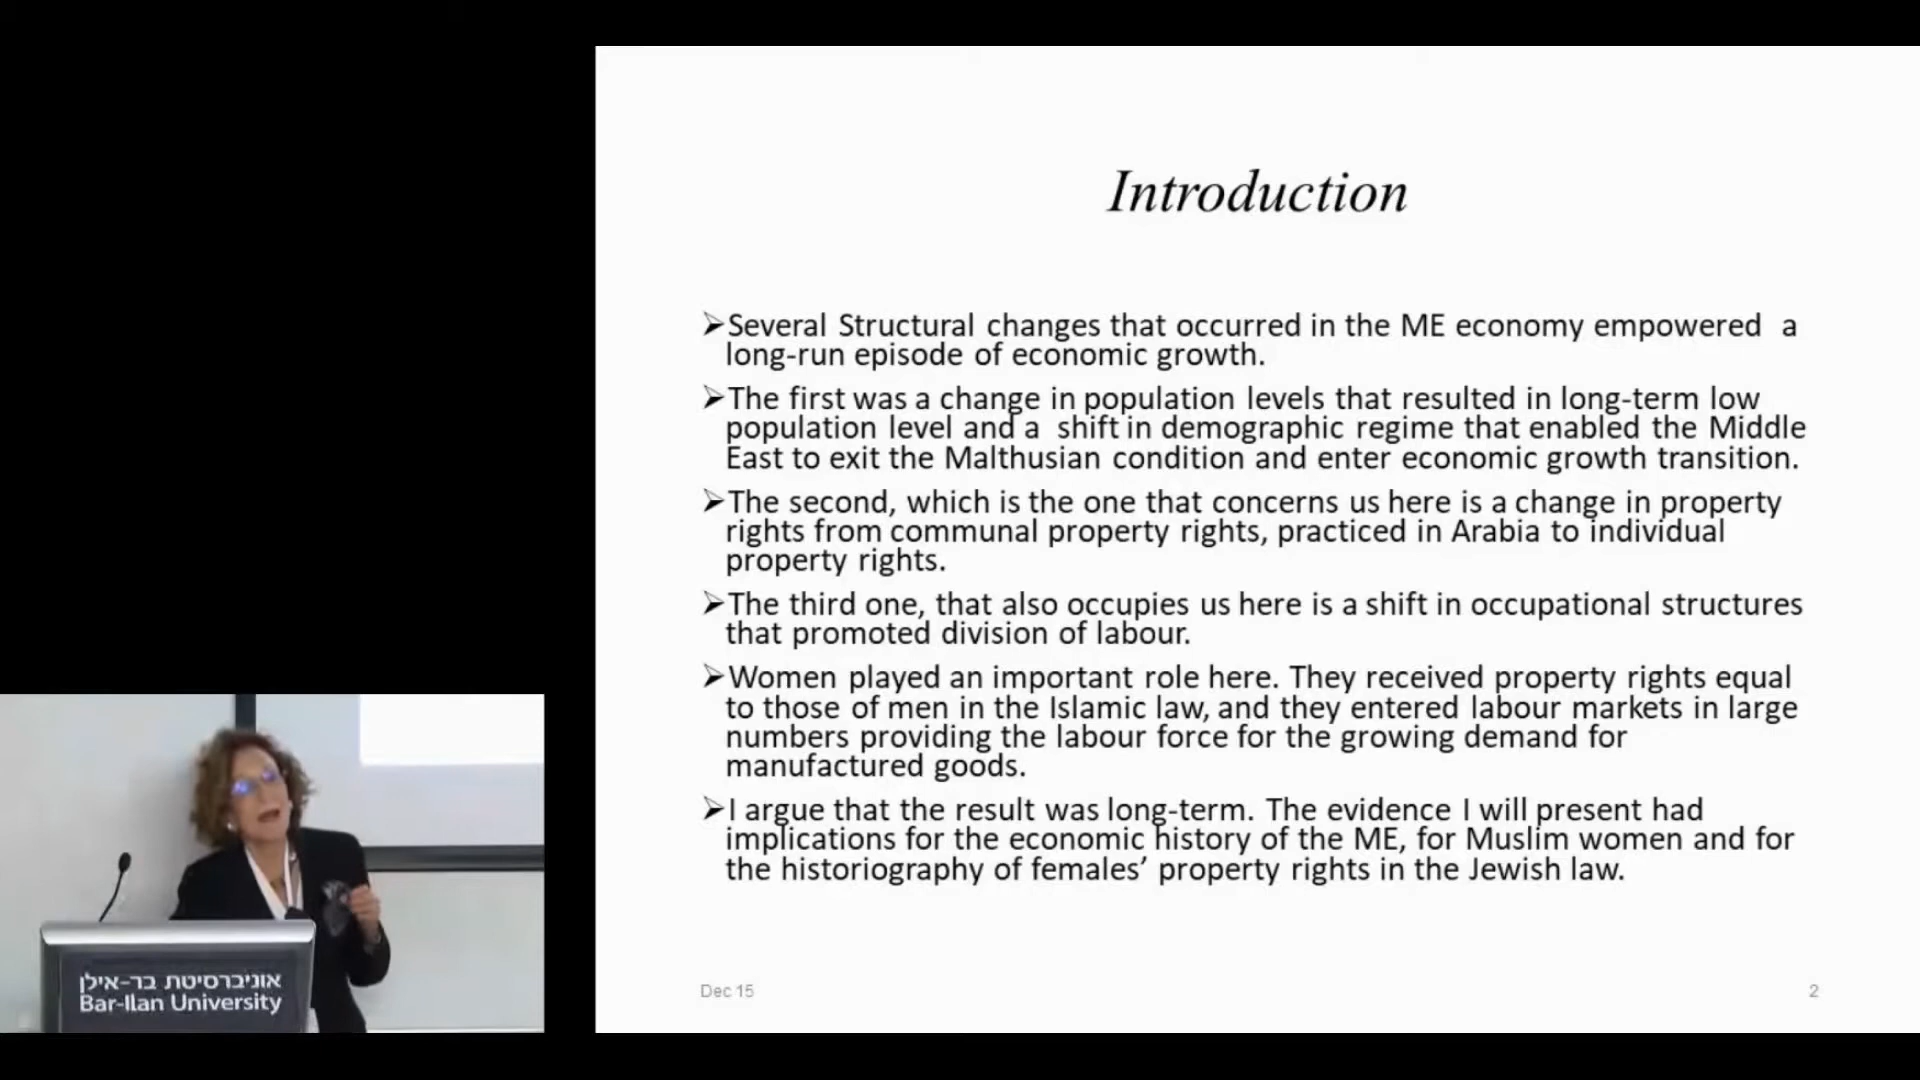 Introduction
➢Several Structural changes that occurred in the ME economy empowered  a
long-run episode of economic growth.
➢The first was a change in population levels that resulted in long-term low
population level and a  shift in demographic regime that enabled the Middle
East to exit the Malthusian condition and enter economic growth transition.
➢The second, which is the one that concerns us here is a change in property
rights from communal property rights, practiced in Arabia to individual
property rights.
➢The third one, that also occupies us here is a shift in occupational structures
that promoted division of labour.
➢Women played an important role here. They received property rights equal
to those of men in the Islamic law, and they entered labour markets in large
numbers providing the labour force for the growing demand for
manufactured goods.
➢I argue that the result was long-term. The evidence I will present had
implications for the economic history of the ME, for Muslim women and for
the historiography of females’ property rights in the Jewish law.
Dec 15
2
אוניברסיטת בר-אילן
Bar-Ilan University